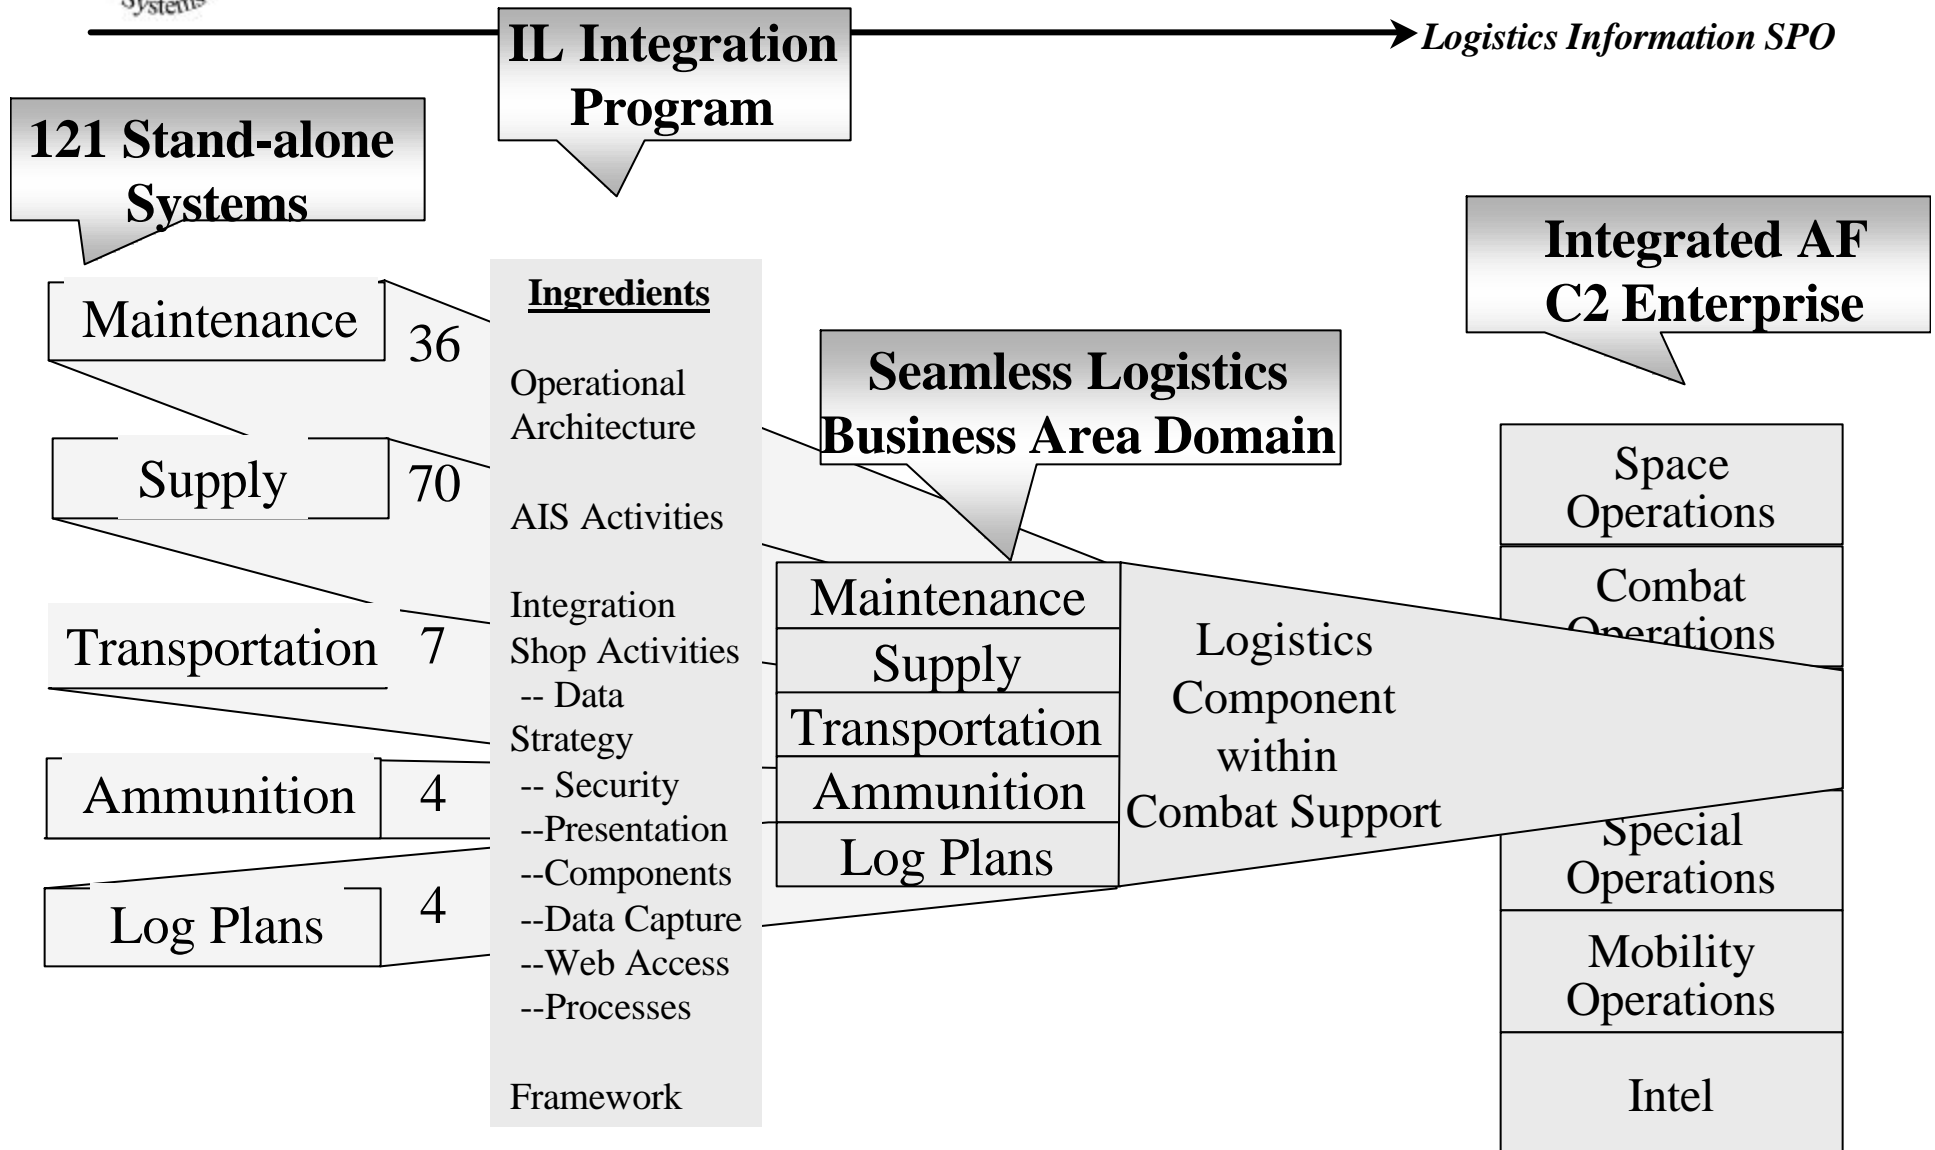 Systems
IL Integration
Program
Logistics Information SPO
121 Stand-alone
Systems
Integrated AF
C2 Enterprise
Maintenance
36
Supply
70
Transportation
7
Ammunition
4
Log Plans
4
Ingredients
Operational
Architecture
AIS Activities
Integration
Shop Activities
-- Data
Strategy
-- Security
--Presentation
--Components
--Data Capture
--Web Access
--Processes
Framework
Seamless Logistics
Business Area Domain
Maintenance
Supply
Transportation
Ammunition
Log Plans
Logistics
Component
within
Combat Support
Space
Operations
Combat
Operations
Special
Operations
Mobility
Operations
Intel